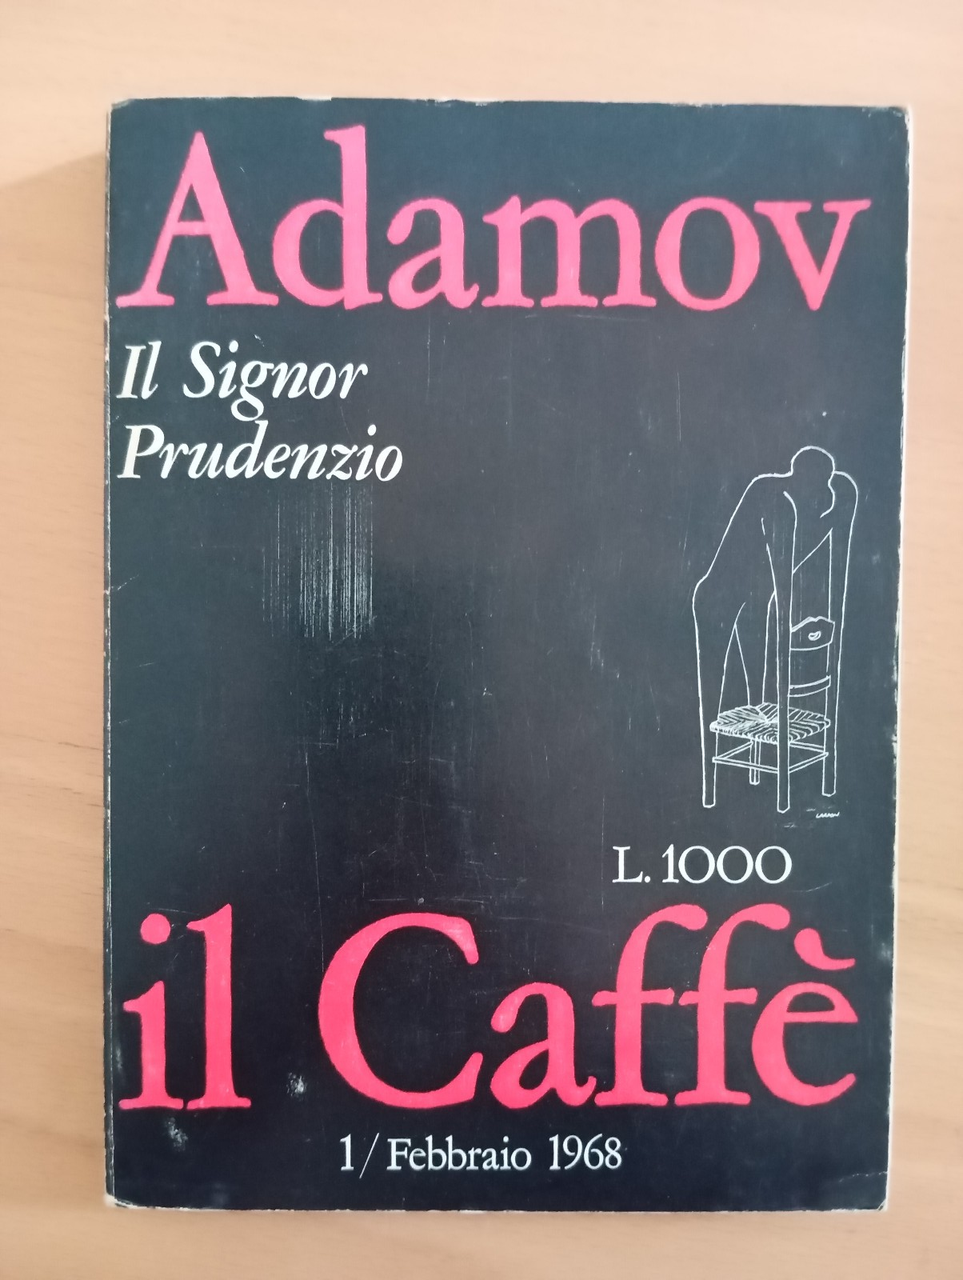 Adamov
Il Signor
Prudenzio
L. 1000
il Caffè
1/Febbraio 1968